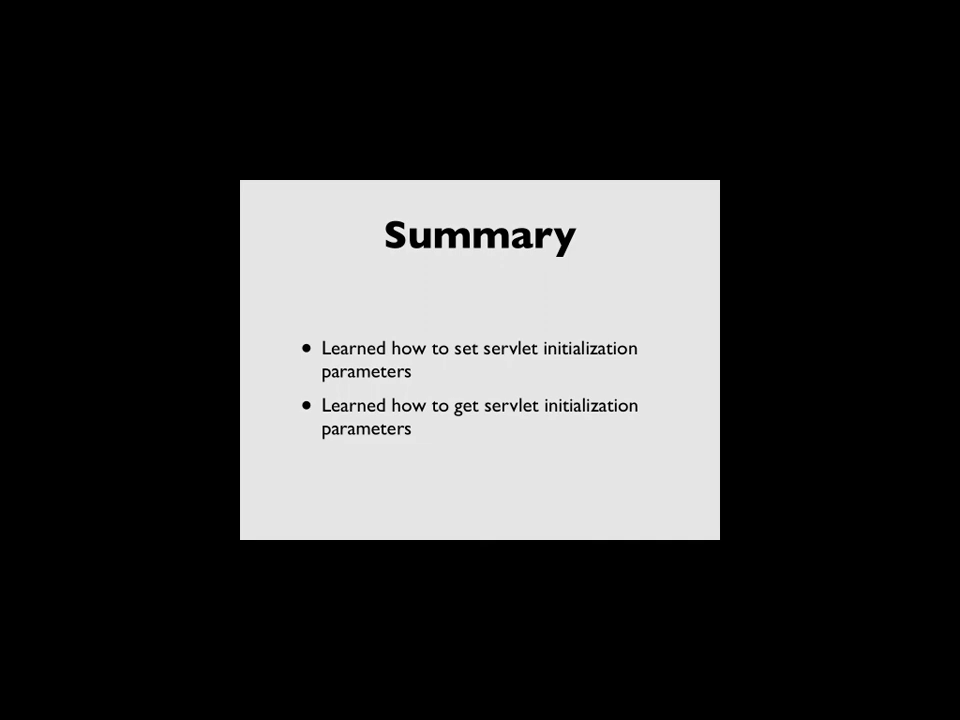 Summary
• Learned how to set servlet initialization
parameters
• Learned how to get servlet initialization
parameters